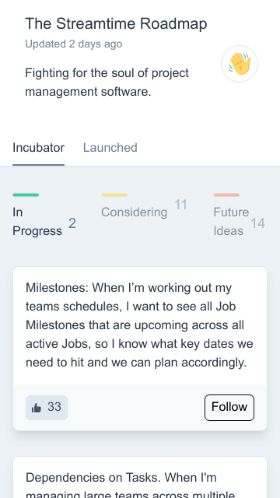 The Streamtime Roadmap
Updated 2 days ago
Fighting for the soul of project
management software.
Incubator Launched
In
Progress 2
Considering 11
Future
Ideas 14
Milestones: When I'm working out my
teams schedules, I want to see all Job
Milestones that are upcoming across all
active Jobs, so I know what key dates we
need to hit and we can plan accordingly.
33 Follow
Dependencies on Tasks. When I'm
managing large teams across multiple